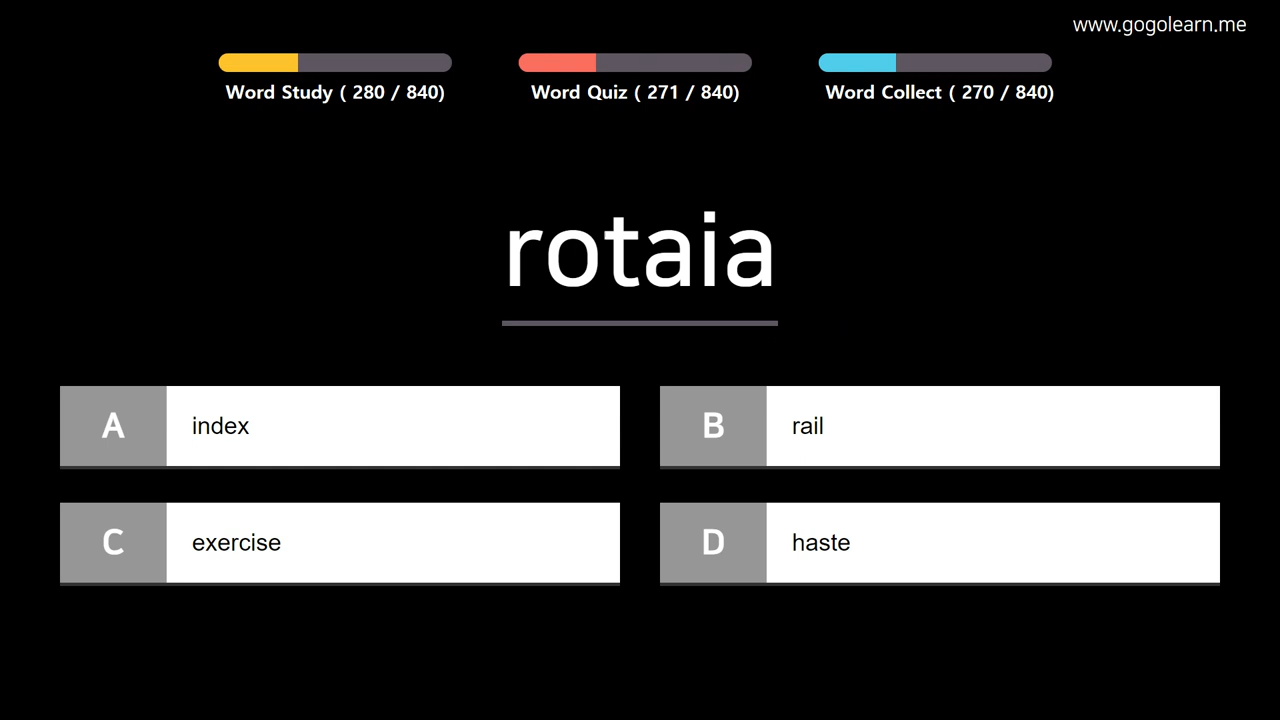 www.gogolearn.me
Word Study ( 280 / 840)
Word Quiz ( 271 / 840)
Word Collect ( 270 / 840)
rotaia
A index
B rail
C exercise
D haste